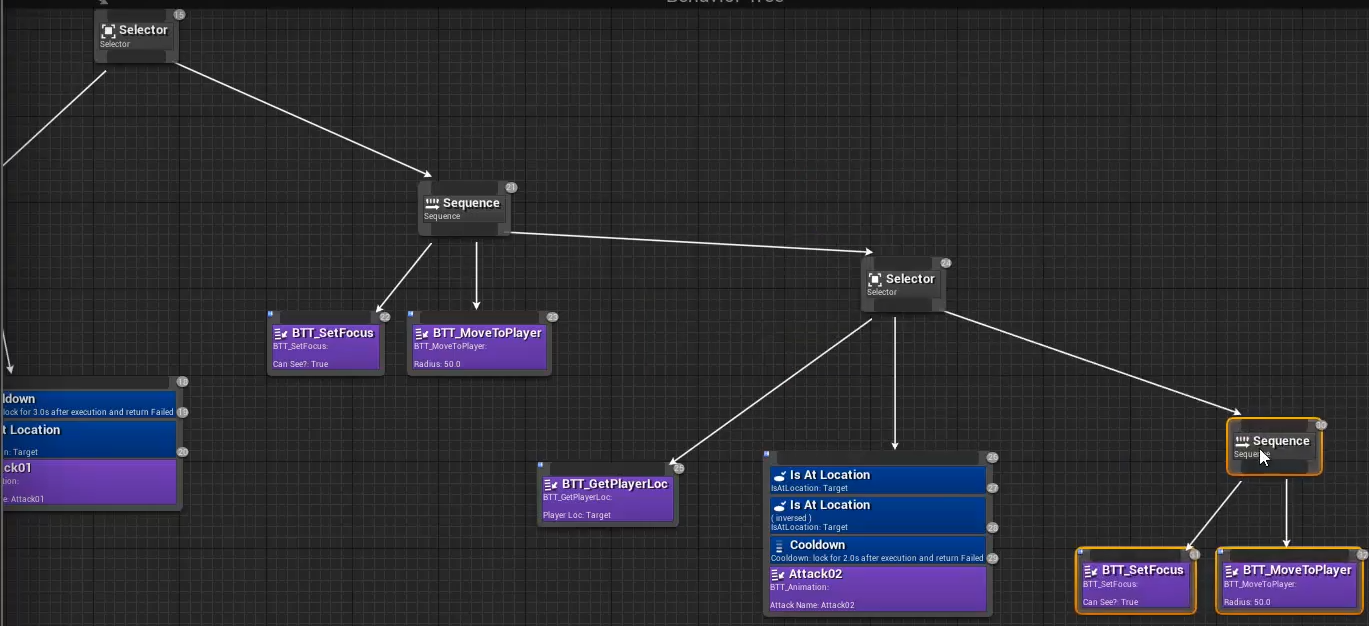 Behavior Tree
15
Selector
Selector
21
Sequence
Sequence
24
Selector
Selector
22
BTT_SetFocus
BTT_SetFocus:
Can See?: True
23
BTT_MoveToPlayer
BTT_MoveToPlayer:
Radius: 50.0
18
ldown
lock for 3.0s after execution and return Failed
19
t Location
n: Target
20
ck01
ion:
e: Attack01
25
BTT_GetPlayerLoc
BTT_GetPlayerLoc:
Player Loc: Target
26
Is At Location
IsAtLocation: Target
27
Is At Location
( inversed )
IsAtLocation: Target
28
Cooldown
Cooldown: lock for 2.0s after execution and return Failed
29
Attack02
BTT_Animation:
Attack Name: Attack02
30
Sequence
Sequence
31
BTT_SetFocus
BTT_SetFocus:
Can See?: True
32
BTT_MoveToPlayer
BTT_MoveToPlayer:
Radius: 50.0